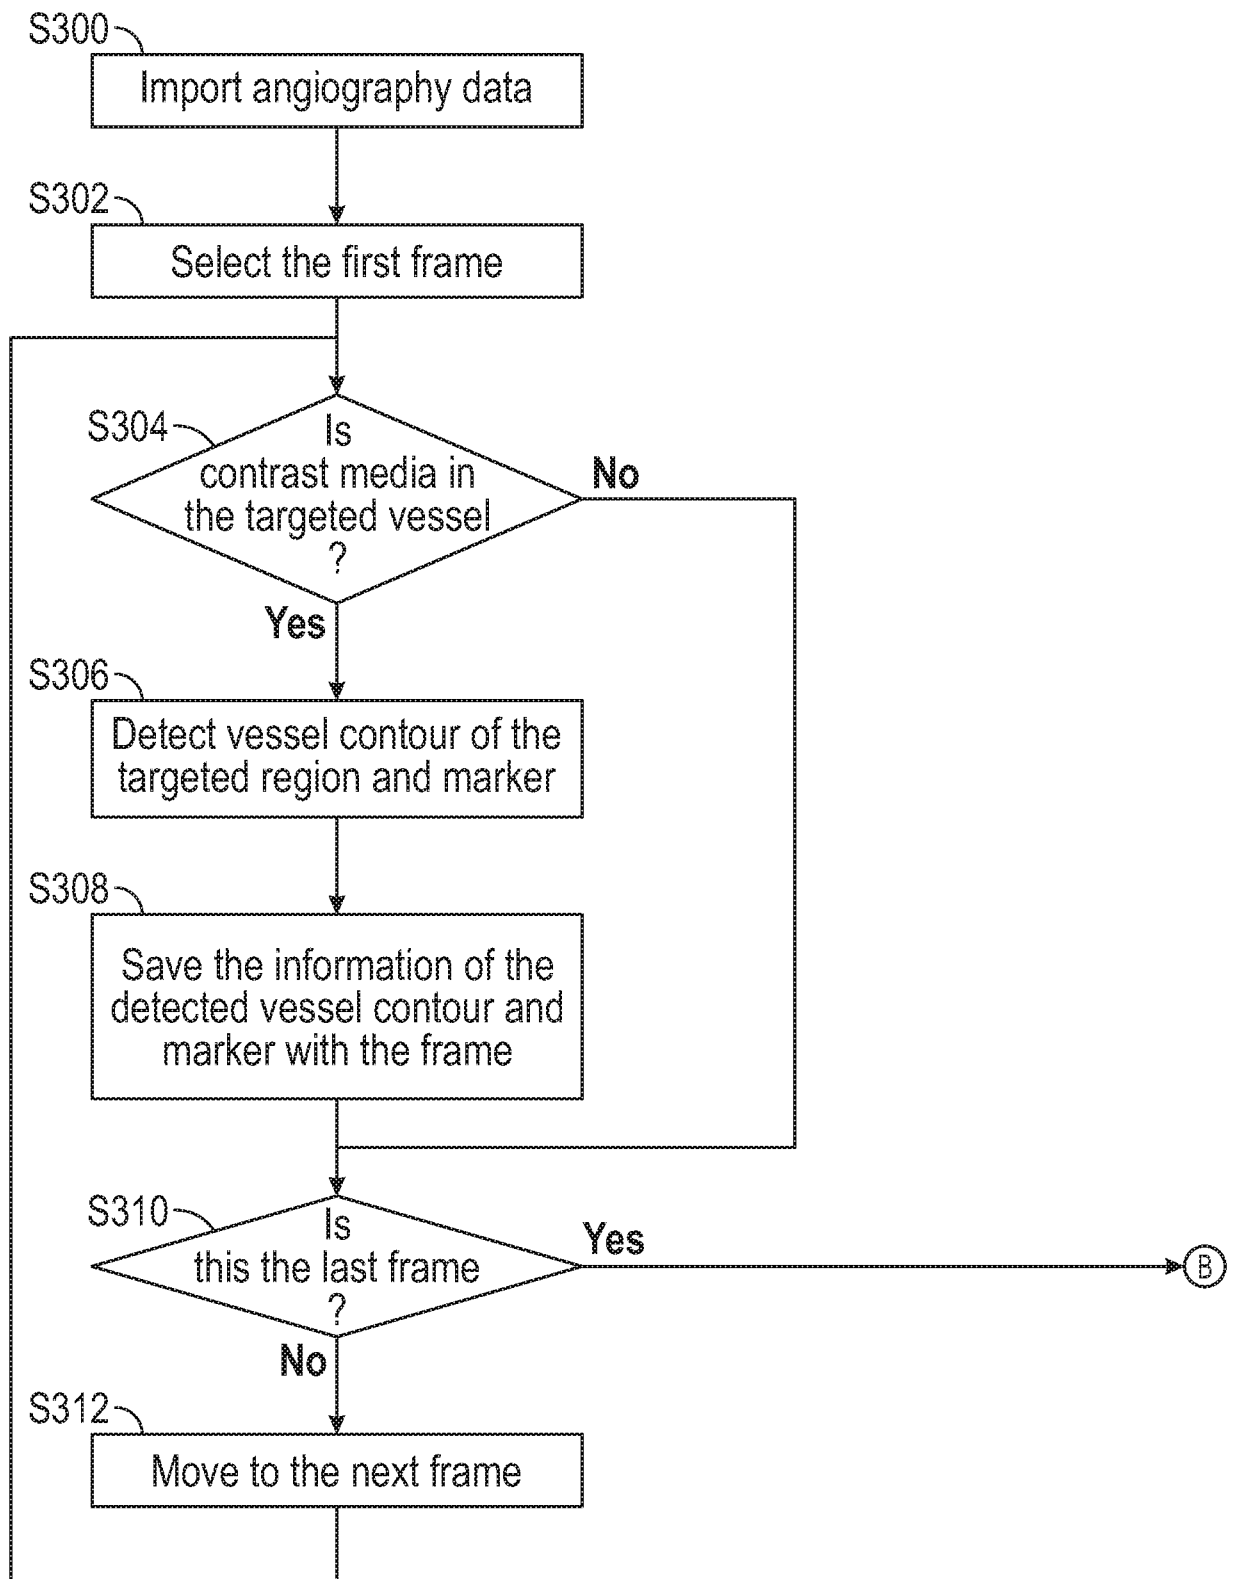 S300
Import angiography data
S302
Select the first frame
S304
Is
contrast media in
the targeted vessel
?
No
Yes
S306
Detect vessel contour of the
targeted region and marker
S308
Save the information of the
detected vessel contour and
marker with the frame
S310
Is
this the last frame
?
Yes
B
No
S312
Move to the next frame